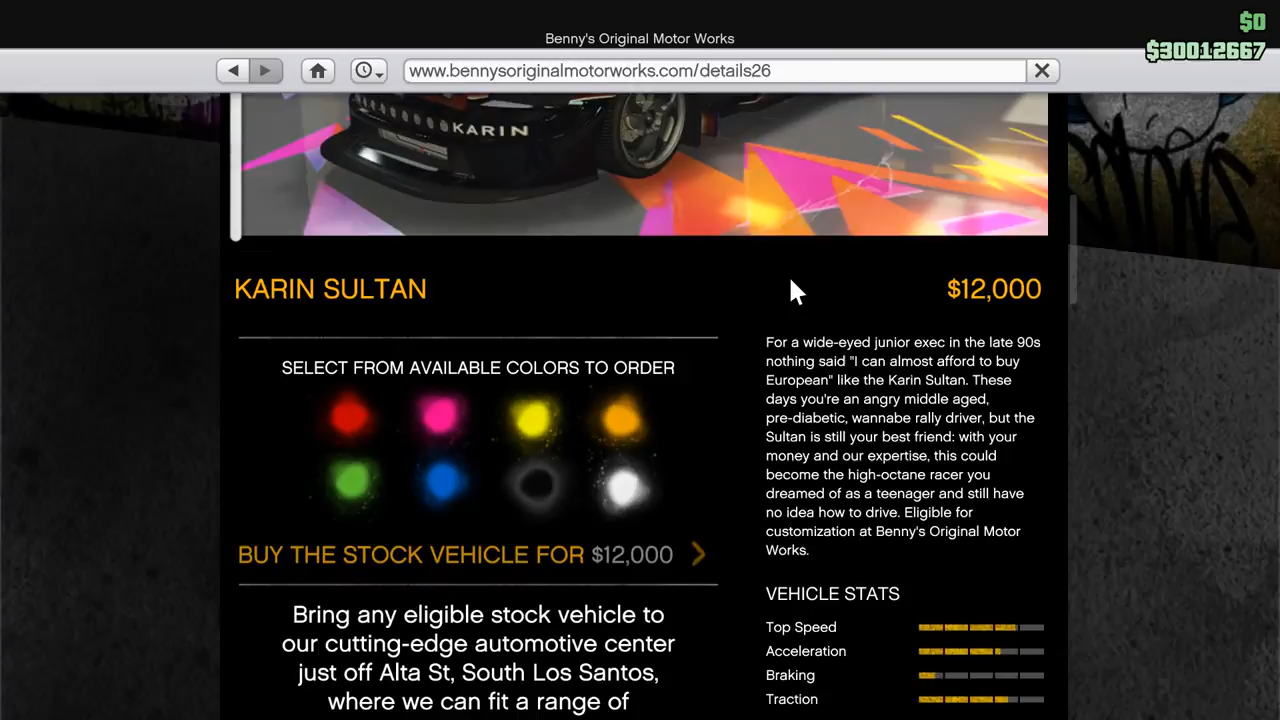 $0
Benny's Original Motor Works
$30012667
www.bennysoriginalmotorworks.com/details26
KARIN
KARIN SULTAN
$12,000
SELECT FROM AVAILABLE COLORS TO ORDER
BUY THE STOCK VEHICLE FOR $12,000
Bring any eligible stock vehicle to
our cutting-edge automotive center
just off Alta St, South Los Santos,
where we can fit a range of
For a wide-eyed junior exec in the late 90s
nothing said "I can almost afford to buy
European" like the Karin Sultan. These
days you're an angry middle aged,
pre-diabetic, wannabe rally driver, but the
Sultan is still your best friend: with your
money and our expertise, this could
become the high-octane racer you
dreamed of as a teenager and still have
no idea how to drive. Eligible for
customization at Benny's Original Motor
Works.
VEHICLE STATS
Top Speed
Acceleration
Braking
Traction